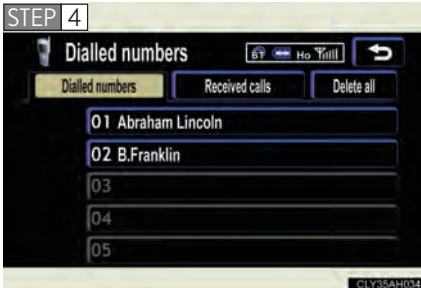 STEP 4
Dialled numbers BT Ho
Dialled numbers Received calls Delete all
01 Abraham Lincoln
02 B.Franklin
03
04
05
CLY35AH034